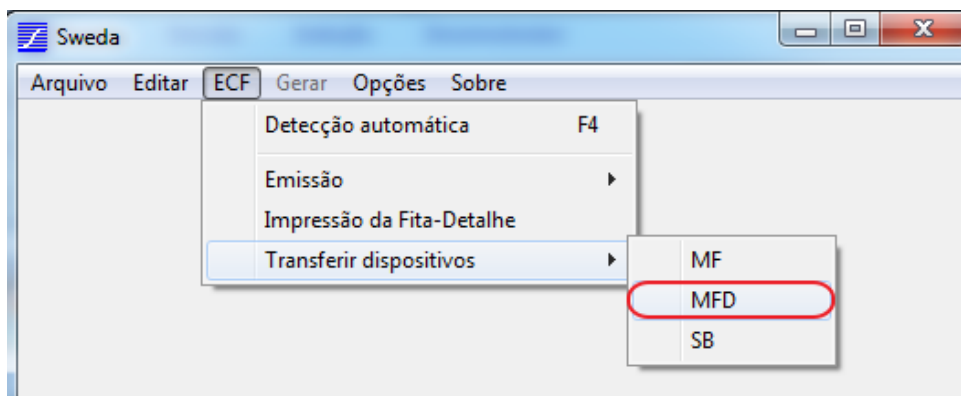 Sweda
Arquivo Editar ECF Gerar Opções Sobre
Detecção automática F4
Emissão
Impressão da Fita-Detalhe
Transferir dispositivos
MF
MFD
SB